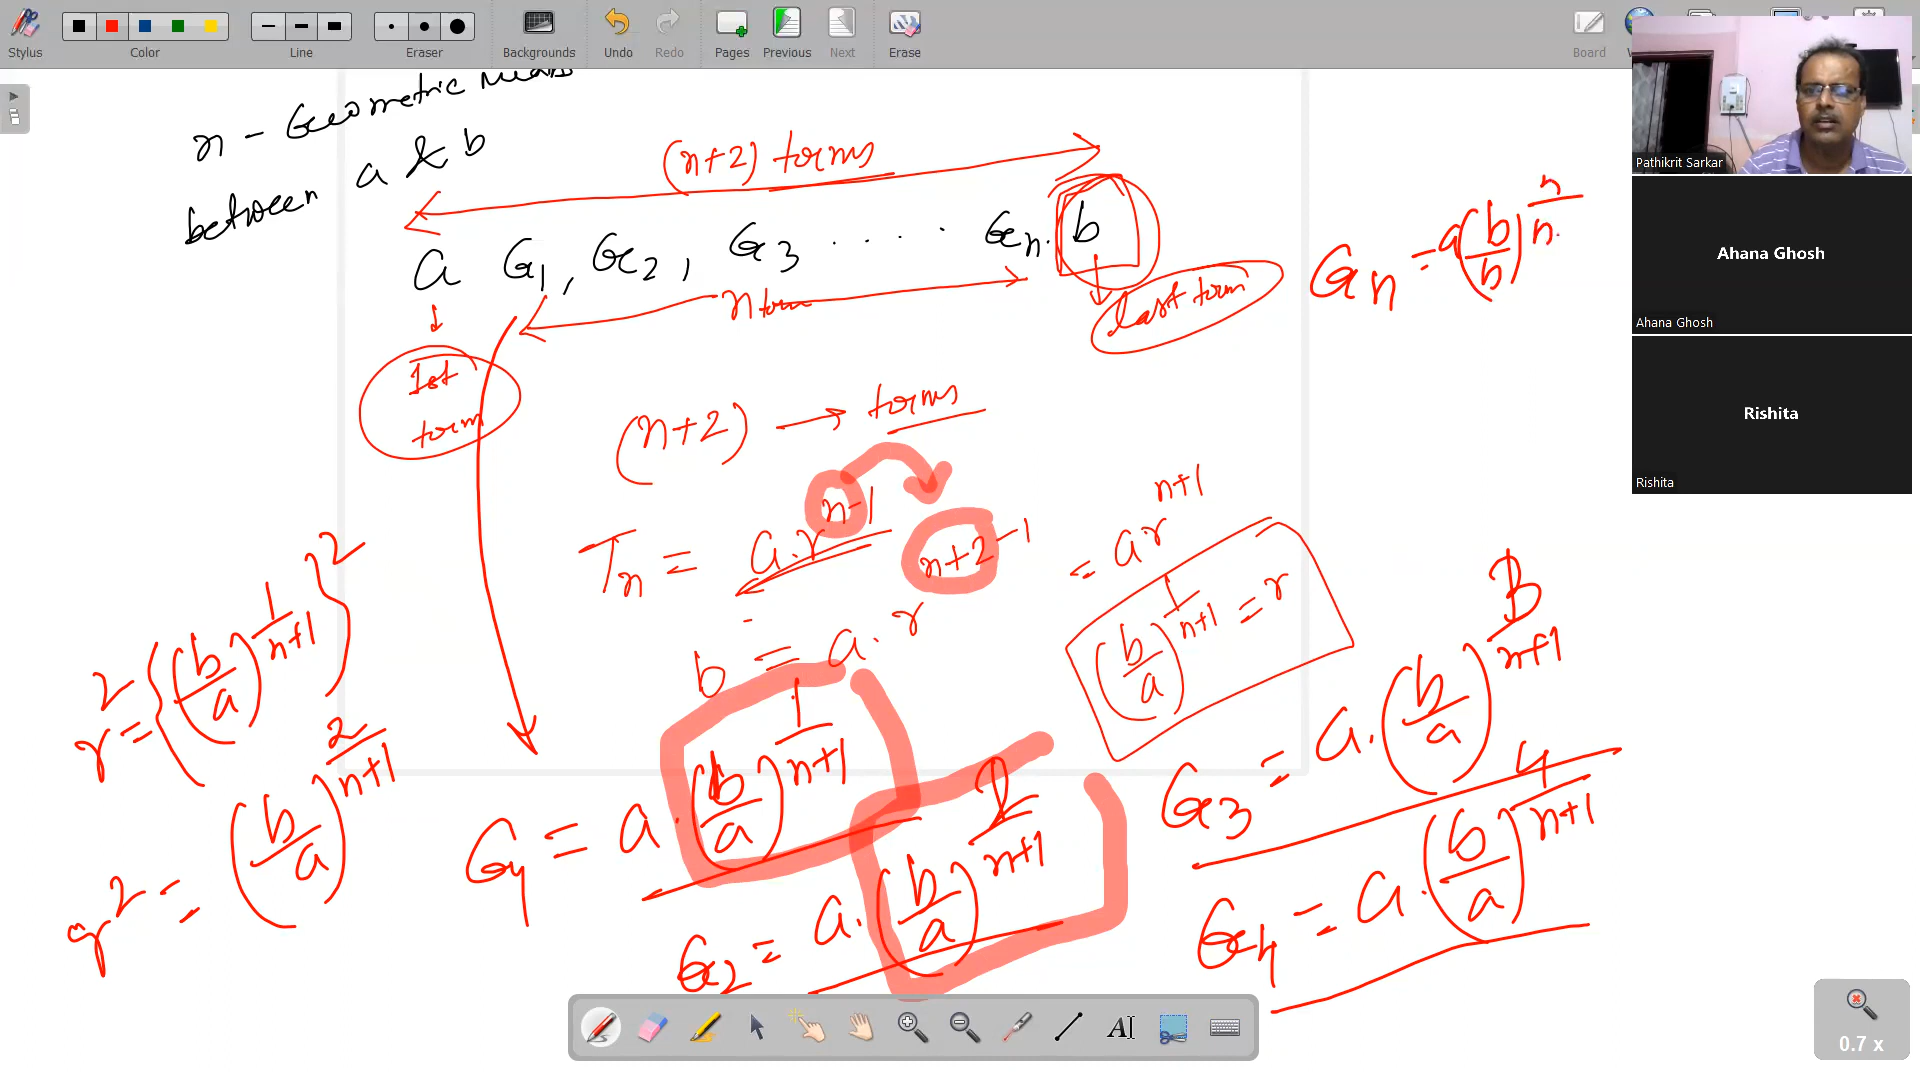 Stylus
Color
Line
Eraser
Backgrounds
Undo
Redo
Pages
Previous
Next
Erase
Board
Pathikrit Sarkar
Ahana Ghosh
Ahana Ghosh
Rishita
Rishita
n - Geometric Means
between a & b
(n+2) terms
a G1, G2, G3 ..... Gn. b
n term
1st term
last term
Gn = a(b/b)^n/n.
(n+2) → terms
Tn = a.r^n-1
n+2-1
b = a.r
= ar^n+1
(b/a)^1/n+1 = r
r^2 = {(b/a)^1/n+1}^2
r^2 = (b/a)^2/n+1
G1 = a.(b/a)^1/n+1
G2 = a.(b/a)^2/n+1
G3 = a.(b/a)^3/n+1
G4 = a.(b/a)^4/n+1
0.7 x